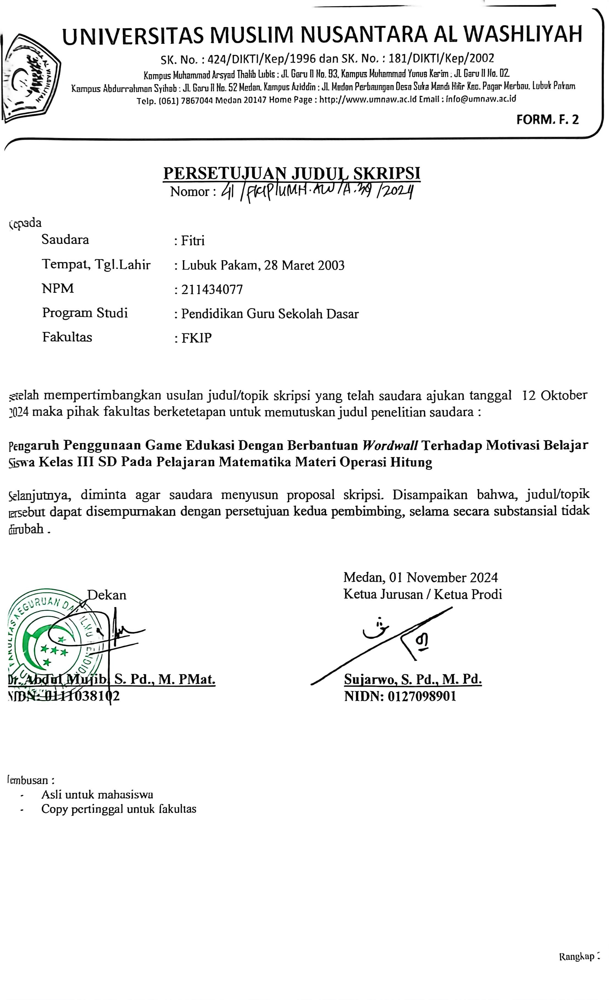 UNIVERSITAS MUSLIM NUSANTARA AL WASHLIYAH
SK. No. : 424/DIKTI/Kep/1996 dan SK. No. : 181/DIKTI/Kep/2002
Kampus Muhammad Arsyad Thalib Lubis : Jl. Garu II No. 93, Kampus Muhammad Yunus Karim : Jl. Garu II No. 02
Kampus Abdurrahman Syihab : Jl. Garu II No. 52 Medan. Kampus Aziddin : Jl. Medan Perbaungan Desa Suka Mandi Hilir Kec. Pagar Merbau. Lubuk Pakam
Telp. (061) 7867044 Medan 20147 Home Page : http://www.umnaw.ac.id Email : info@umnaw.ac.id
FORM. F. 2
PERSETUJUAN JUDUL SKRIPSI
Nomor : 41 /FKIP/UMN.AW/A.39/2024
Kepada
Saudara : Fitri
Tempat, Tgl.Lahir : Lubuk Pakam, 28 Maret 2003
NPM : 211434077
Program Studi : Pendidikan Guru Sekolah Dasar
Fakultas : FKIP
Setelah mempertimbangkan usulan judul/topik skripsi yang telah saudara ajukan tanggal 12 Oktober
2024 maka pihak fakultas berketetapan untuk memutuskan judul penelitian saudara :
Pengaruh Penggunaan Game Edukasi Dengan Berbantuan Wordwall Terhadap Motivasi Belajar
Siswa Kelas III SD Pada Pelajaran Matematika Materi Operasi Hitung
Selanjutnya, diminta agar saudara menyusun proposal skripsi. Disampaikan bahwa, judul/topik
tersebut dapat disempurnakan dengan persetujuan kedua pembimbing, selama secara substansial tidak
dirubah .
Medan, 01 November 2024
Dekan
Ketua Jurusan / Ketua Prodi
FAKULTAS KEGURUAN DAN ILMU PENDIDIKAN
Dr. Abdul Mujib, S. Pd., M. PMat.
Sujarwo, S. Pd., M. Pd.
NIDN: 0111038102
NIDN: 0127098901
Tembusan :
- Asli untuk mahasiswa
- Copy pertinggal untuk fakultas
Rangkap